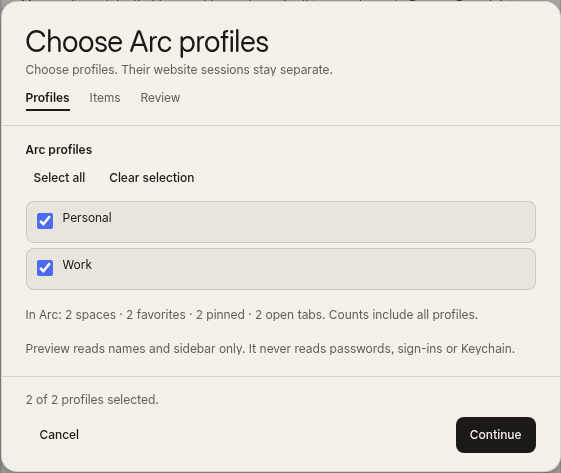 Choose Arc profiles
Choose profiles. Their website sessions stay separate.
Profiles Items Review
Arc profiles
Select all Clear selection
Personal
Work
In Arc: 2 spaces · 2 favorites · 2 pinned · 2 open tabs. Counts include all profiles.
Preview reads names and sidebar only. It never reads passwords, sign-ins or Keychain.
2 of 2 profiles selected.
Cancel Continue